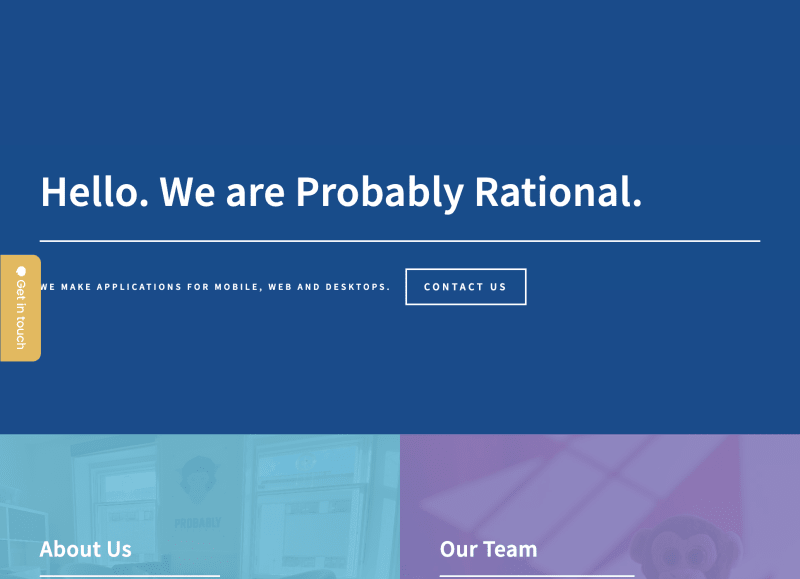 Hello. We are Probably Rational.
WE MAKE APPLICATIONS FOR MOBILE, WEB AND DESKTOPS.
CONTACT US
Get in touch
PROBABLY
About Us
Our Team